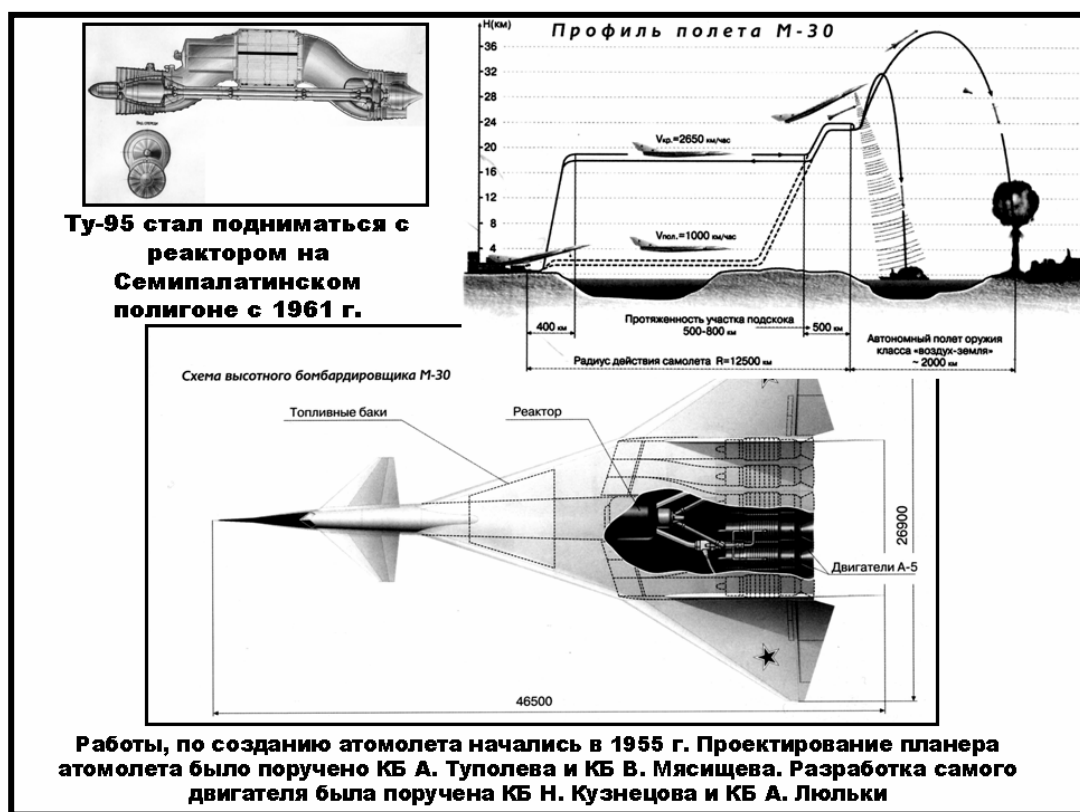 Ту-95 стал подниматься с
реактором на
Семипалатинском
полигоне с 1961 г.
Профиль полета М-30
Н(км)
36
32
28
24
20
16
12
8
4
Vкр.=2650 км/час
Vпол.=1000 км/час
400 км
Протяженность участка подскока
500-800 км
500 км
Радиус действия самолета R=12500 км
Автономный полет оружия
класса «воздух-земля»
~ 2000 км
Схема высотного бомбардировщика М-30
Топливные баки
Реактор
Двигатели А-5
26900
46500
Работы, по созданию атомолета начались в 1955 г. Проектирование планера
атомолета было поручено КБ А. Туполева и КБ В. Мясищева. Разработка самого
двигателя была поручена КБ Н. Кузнецова и КБ А. Люльки